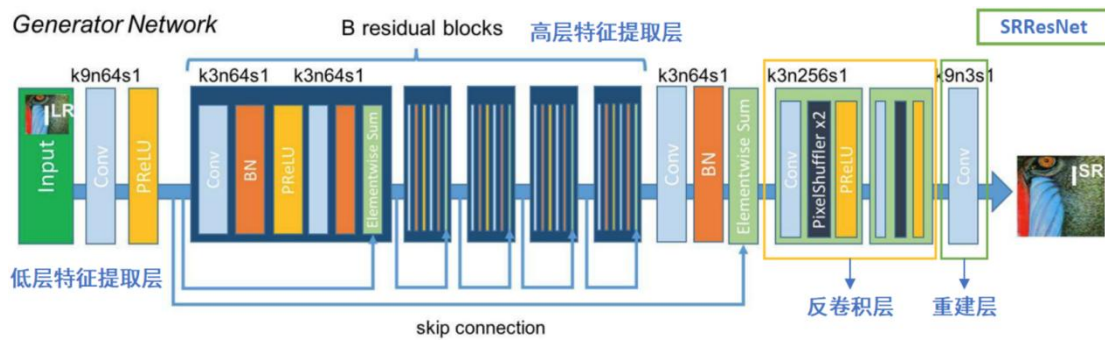 Generator Network
B residual blocks
高层特征提取层
SRResNet
k9n64s1
k3n64s1
k3n64s1
k3n64s1
k3n256s1
k9n3s1
I LR
Input
Conv
PReLU
Conv
BN
PReLU
Elementwise Sum
Conv
BN
Elementwise Sum
Conv
PixelShuffler x2
PReLU
Conv
I SR
低层特征提取层
反卷积层
重建层
skip connection